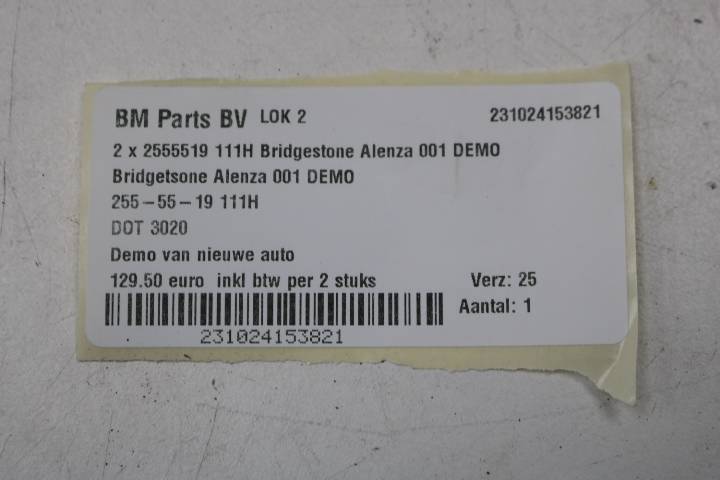 BM Parts BV LOK 2 231024153821
2 x 2555519 111H Bridgestone Alenza 001 DEMO
Bridgetsone Alenza 001 DEMO
255-55-19 111H
DOT 3020
Demo van nieuwe auto
129.50 euro inkl btw per 2 stuks Verz: 25
Aantal: 1
231024153821